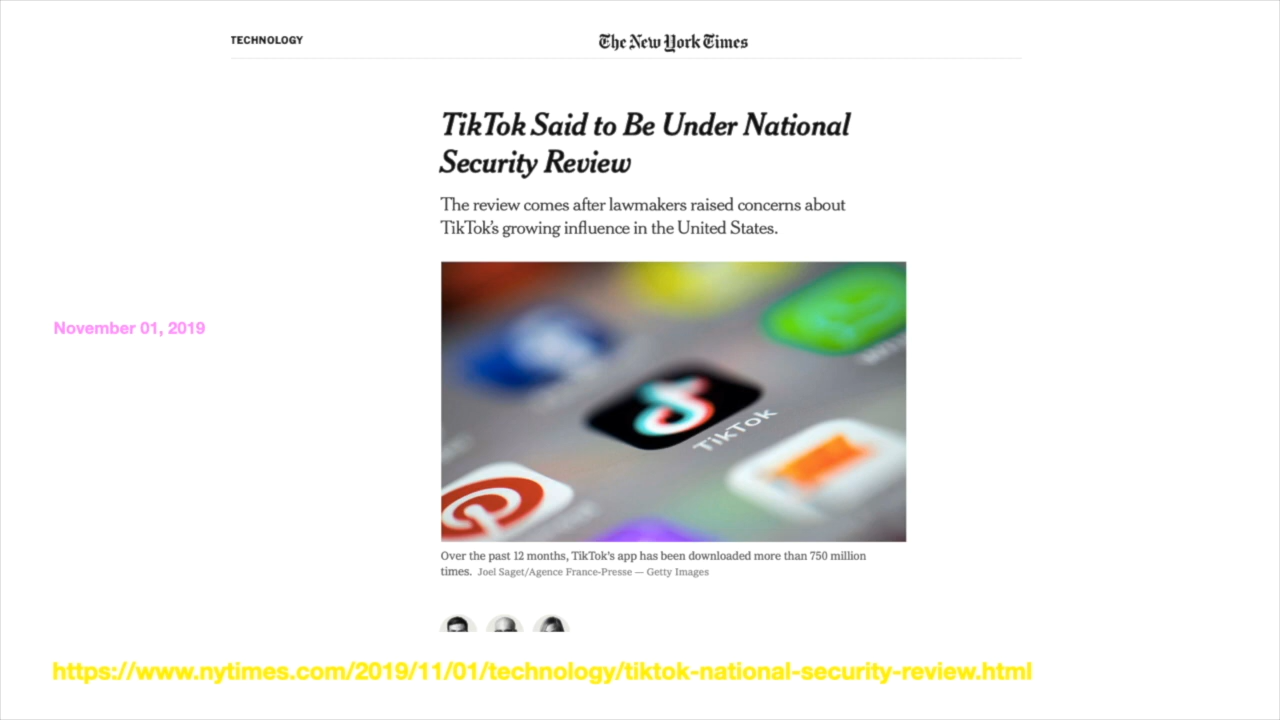 TECHNOLOGY
The New York Times
TikTok Said to Be Under National
Security Review
The review comes after lawmakers raised concerns about
TikTok's growing influence in the United States.
November 01, 2019
TikTok
Over the past 12 months, TikTok's app has been downloaded more than 750 million
times. Joel Saget/Agence France-Presse — Getty Images
https://www.nytimes.com/2019/11/01/technology/tiktok-national-security-review.html